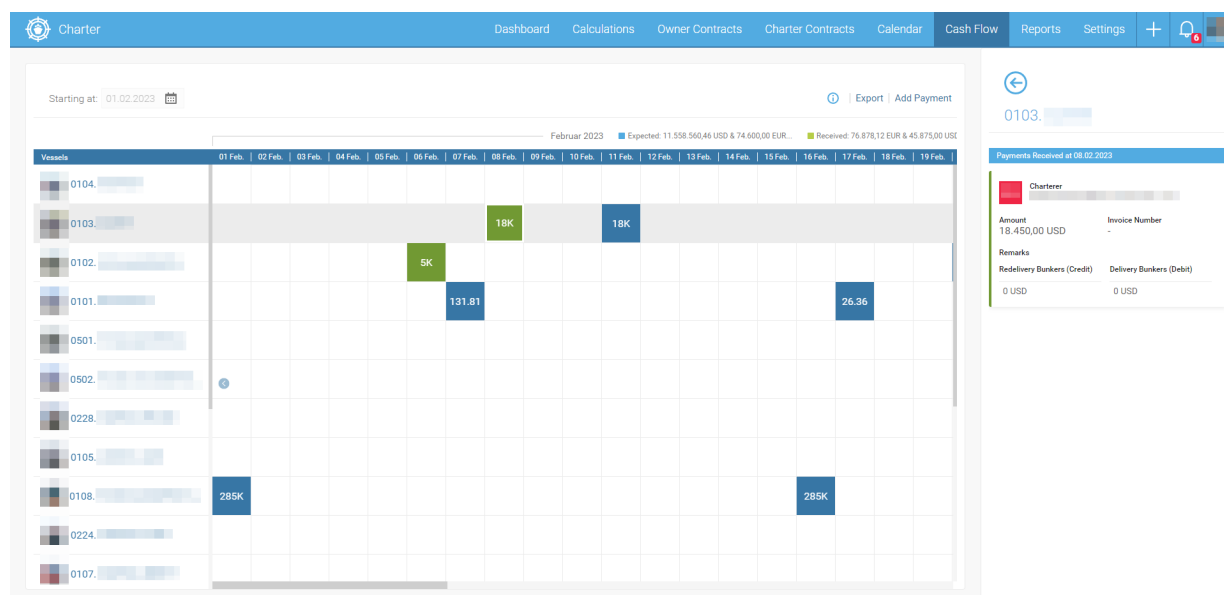 Charter
Dashboard Calculations Owner Contracts Charter Contracts Calendar Cash Flow Reports Settings 6
Starting at: 01.02.2023
Export Add Payment
Februar 2023 Expected: 11.558.560,46 USD & 74.600,00 EUR... Received: 76.878,12 EUR & 45.875,00 USD
Vessels 01 Feb. 02 Feb. 03 Feb. 04 Feb. 05 Feb. 06 Feb. 07 Feb. 08 Feb. 09 Feb. 10 Feb. 11 Feb. 12 Feb. 13 Feb. 14 Feb. 15 Feb. 16 Feb. 17 Feb. 18 Feb. 19 Feb.
0104.
0103. 18K 18K
0102. 5K
0101. 131.81 26.36
0501.
0502.
0228.
0105.
0108. 285K 285K
0224.
0107.
0103.
Payments Received at 08.02.2023
Charterer
Amount Invoice Number
18.450,00 USD -
Remarks
Redelivery Bunkers (Credit) Delivery Bunkers (Debit)
0 USD 0 USD